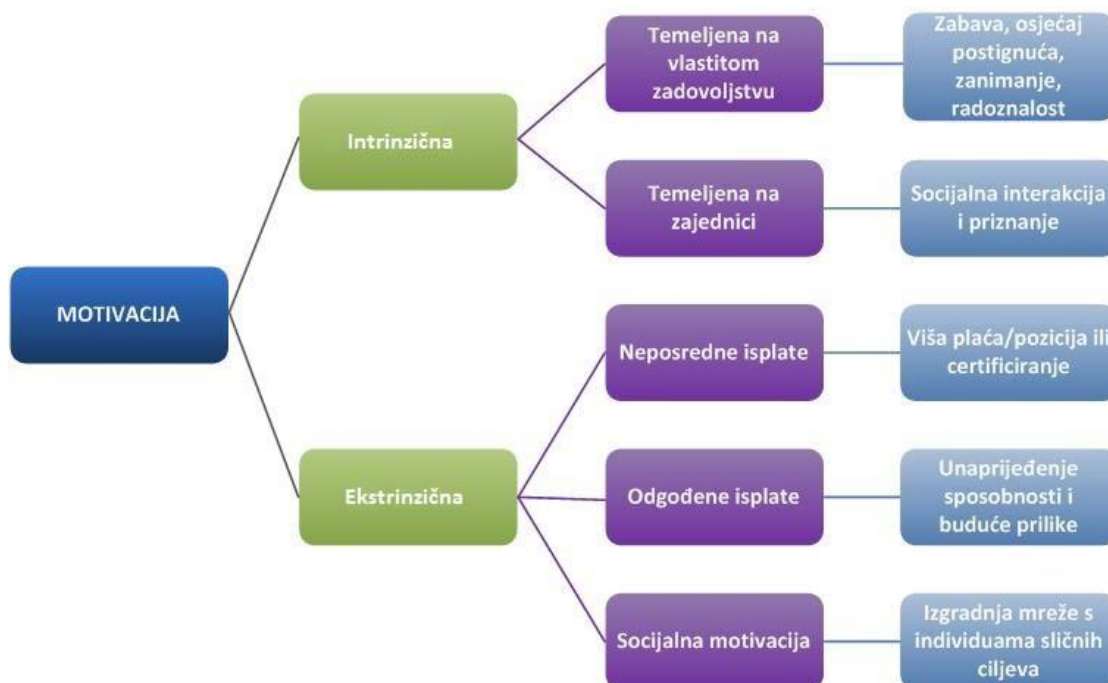 MOTIVACIJA
Intrinzična
Temeljena na
vlastitom
zadovoljstvu
Zabava, osjećaj
postignuća,
zanimanje,
radoznalost
Temeljena na
zajednici
Socijalna interakcija
i priznanje
Ekstrinzična
Neposredne isplate
Viša plaća/pozicija ili
certificiranje
Odgođene isplate
Unaprijeđenje
sposobnosti i
buduće prilike
Socijalna motivacija
Izgradnja mreže s
individuama sličnih
ciljeva